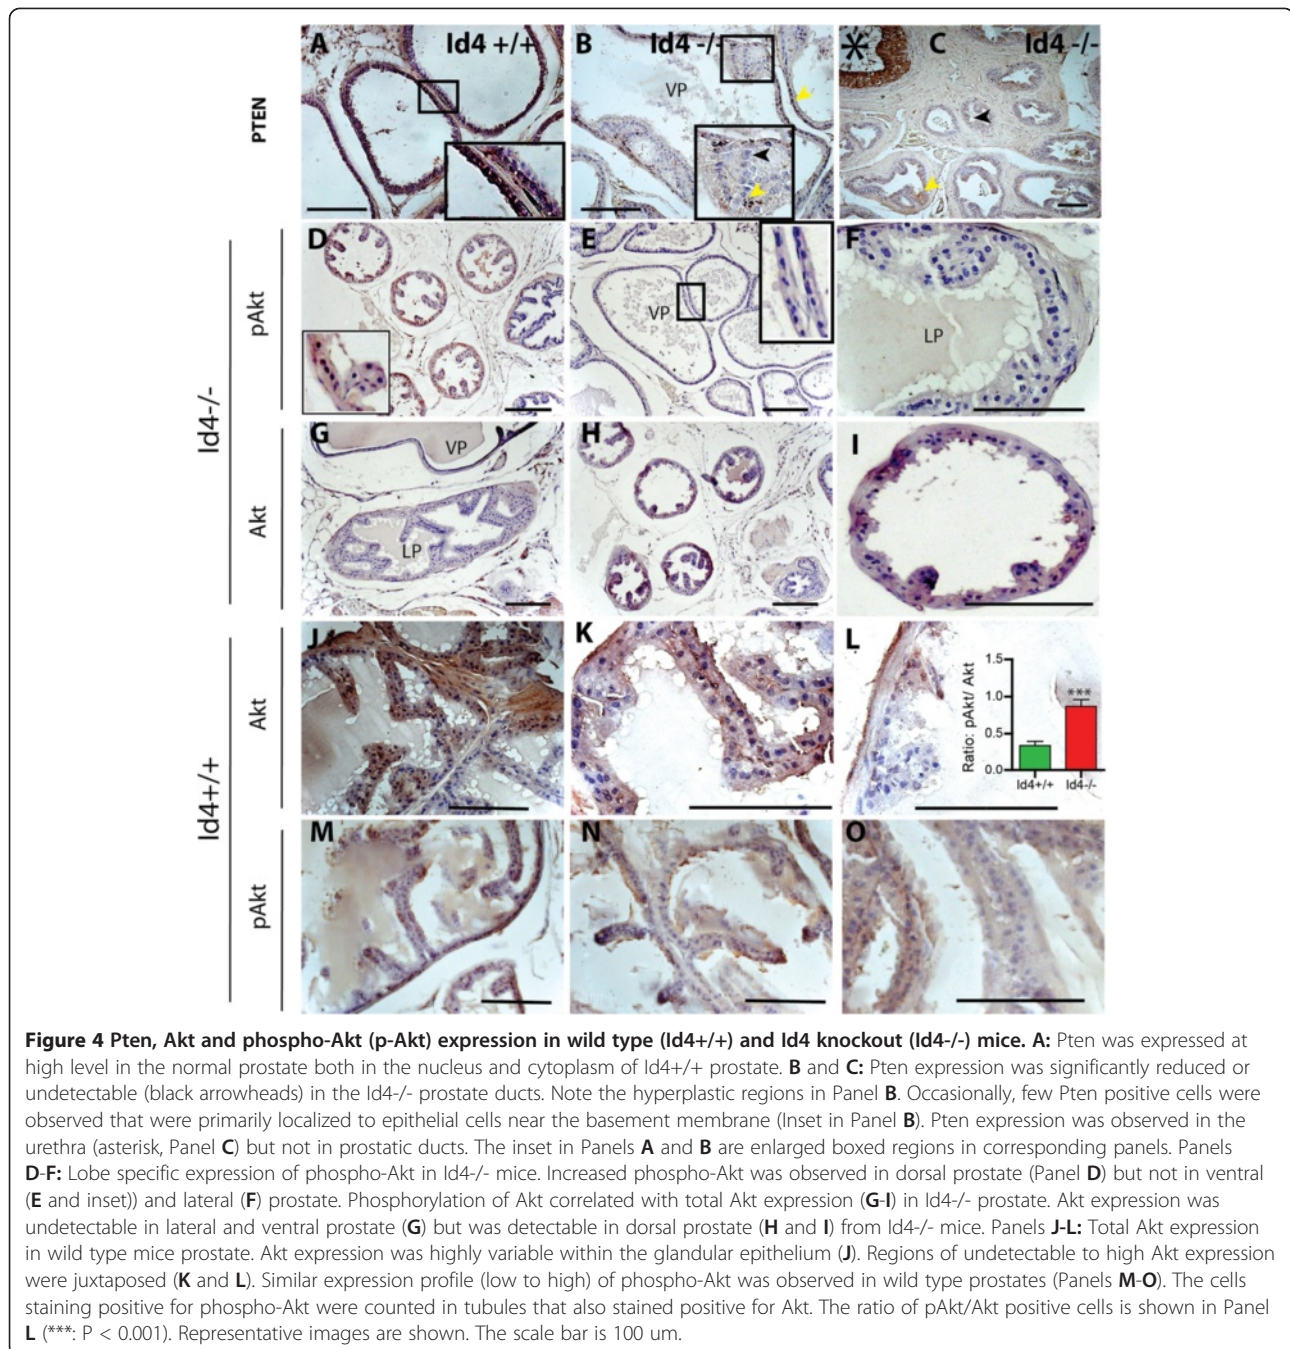 A Id4 +/+
B Id4 -/-
VP
C Id4 -/-
PTEN
D
E
VP
F
LP
pAkt
Id4-/-
G
VP
LP
H
I
Akt
J
K
L
1.5
1.0
0.5
0.0
Ratio: pAkt/ Akt
***
Id4+/+ Id4-/-
Akt
Id4+/+
M
N
O
pAkt
Figure 4 Pten, Akt and phospho-Akt (p-Akt) expression in wild type (Id4+/+) and Id4 knockout (Id4-/-) mice. A: Pten was expressed at
high level in the normal prostate both in the nucleus and cytoplasm of Id4+/+ prostate. B and C: Pten expression was significantly reduced or
undetectable (black arrowheads) in the Id4-/- prostate ducts. Note the hyperplastic regions in Panel B. Occasionally, few Pten positive cells were
observed that were primarily localized to epithelial cells near the basement membrane (Inset in Panel B). Pten expression was observed in the
urethra (asterisk, Panel C) but not in prostatic ducts. The inset in Panels A and B are enlarged boxed regions in corresponding panels. Panels
D-F: Lobe specific expression of phospho-Akt in Id4-/- mice. Increased phospho-Akt was observed in dorsal prostate (Panel D) but not in ventral
(E and inset)) and lateral (F) prostate. Phosphorylation of Akt correlated with total Akt expression (G-I) in Id4-/- prostate. Akt expression was
undetectable in lateral and ventral prostate (G) but was detectable in dorsal prostate (H and I) from Id4-/- mice. Panels J-L: Total Akt expression
in wild type mice prostate. Akt expression was highly variable within the glandular epithelium (J). Regions of undetectable to high Akt expression
were juxtaposed (K and L). Similar expression profile (low to high) of phospho-Akt was observed in wild type prostates (Panels M-O). The cells
staining positive for phospho-Akt were counted in tubules that also stained positive for Akt. The ratio of pAkt/Akt positive cells is shown in Panel
L (***: P < 0.001). Representative images are shown. The scale bar is 100 um.